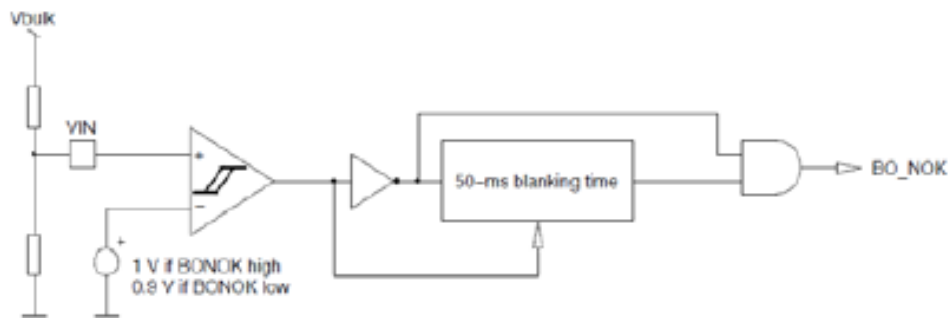 Vbulk
VIN
+
−
+
1 V if BONOK high
0.9 V if BONOK low
50−ms blanking time
BO_NOK